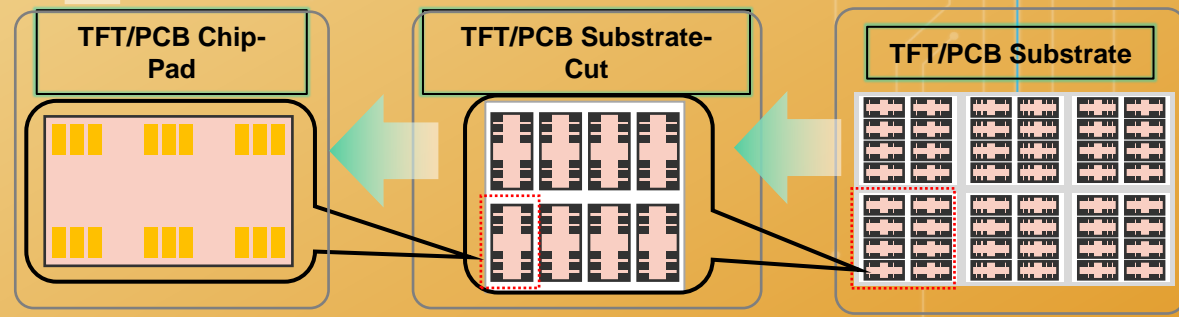 TFT/PCB Chip-
Pad
TFT/PCB Substrate-
Cut
TFT/PCB Substrate